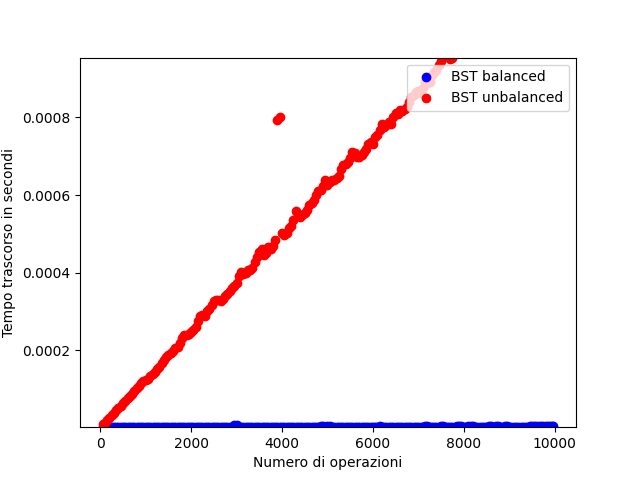 BST balanced
BST unbalanced
0.0008
0.0006
0.0004
0.0002
Tempo trascorso in secondi
0 2000 4000 6000 8000 10000
Numero di operazioni